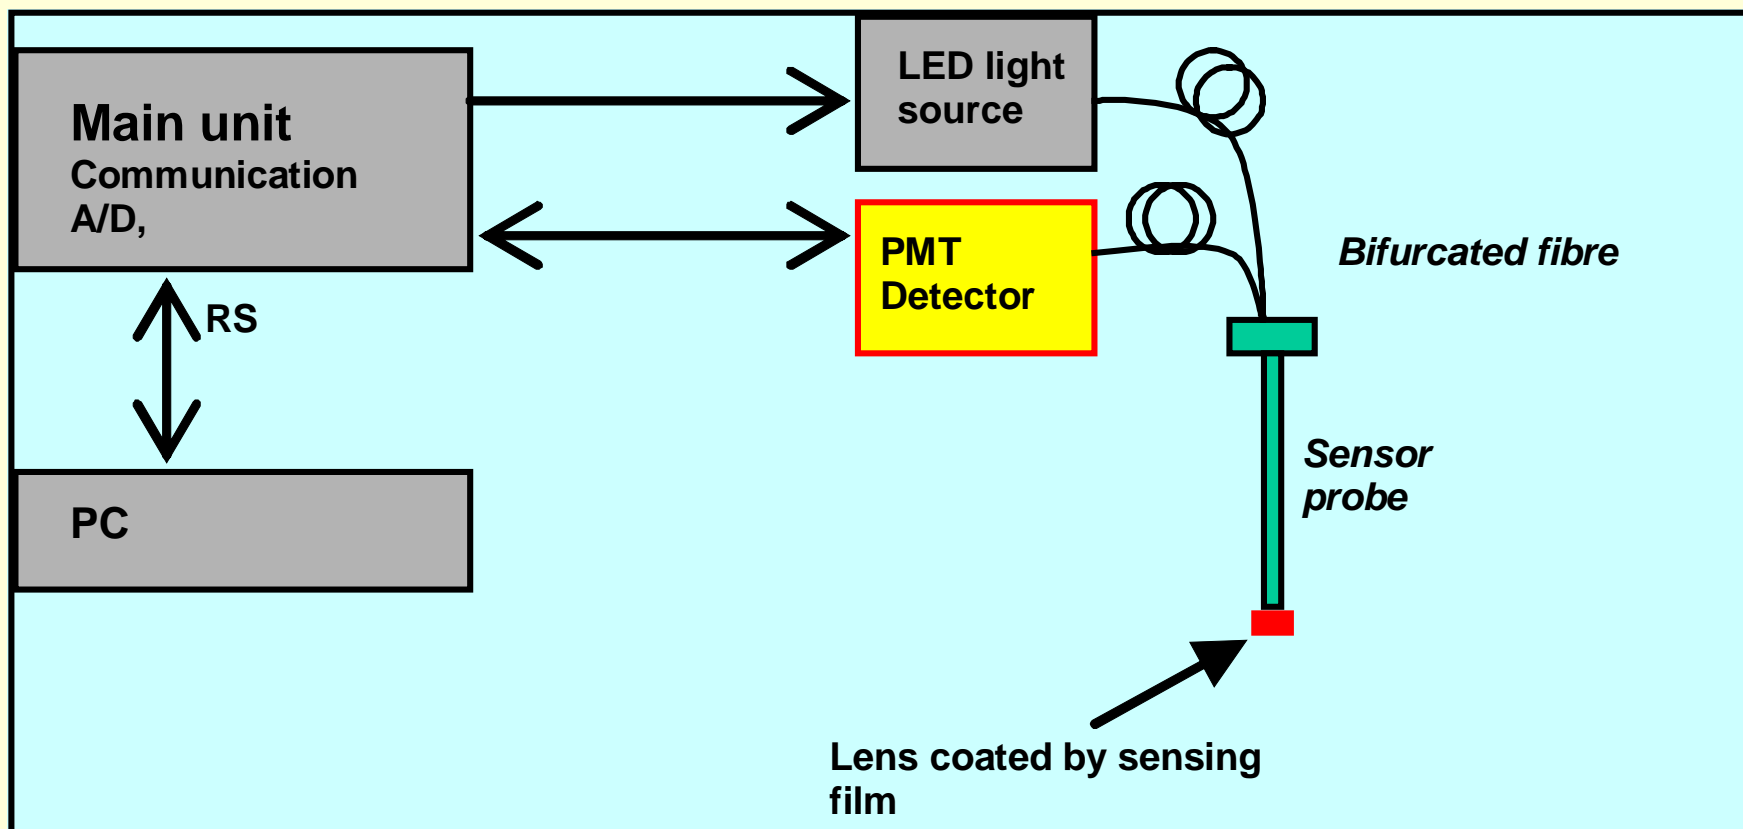 LED light
source
Main unit
Communication
A/D,
PMT
Detector
Bifurcated fibre
RS
Sensor
probe
PC
Lens coated by sensing
film